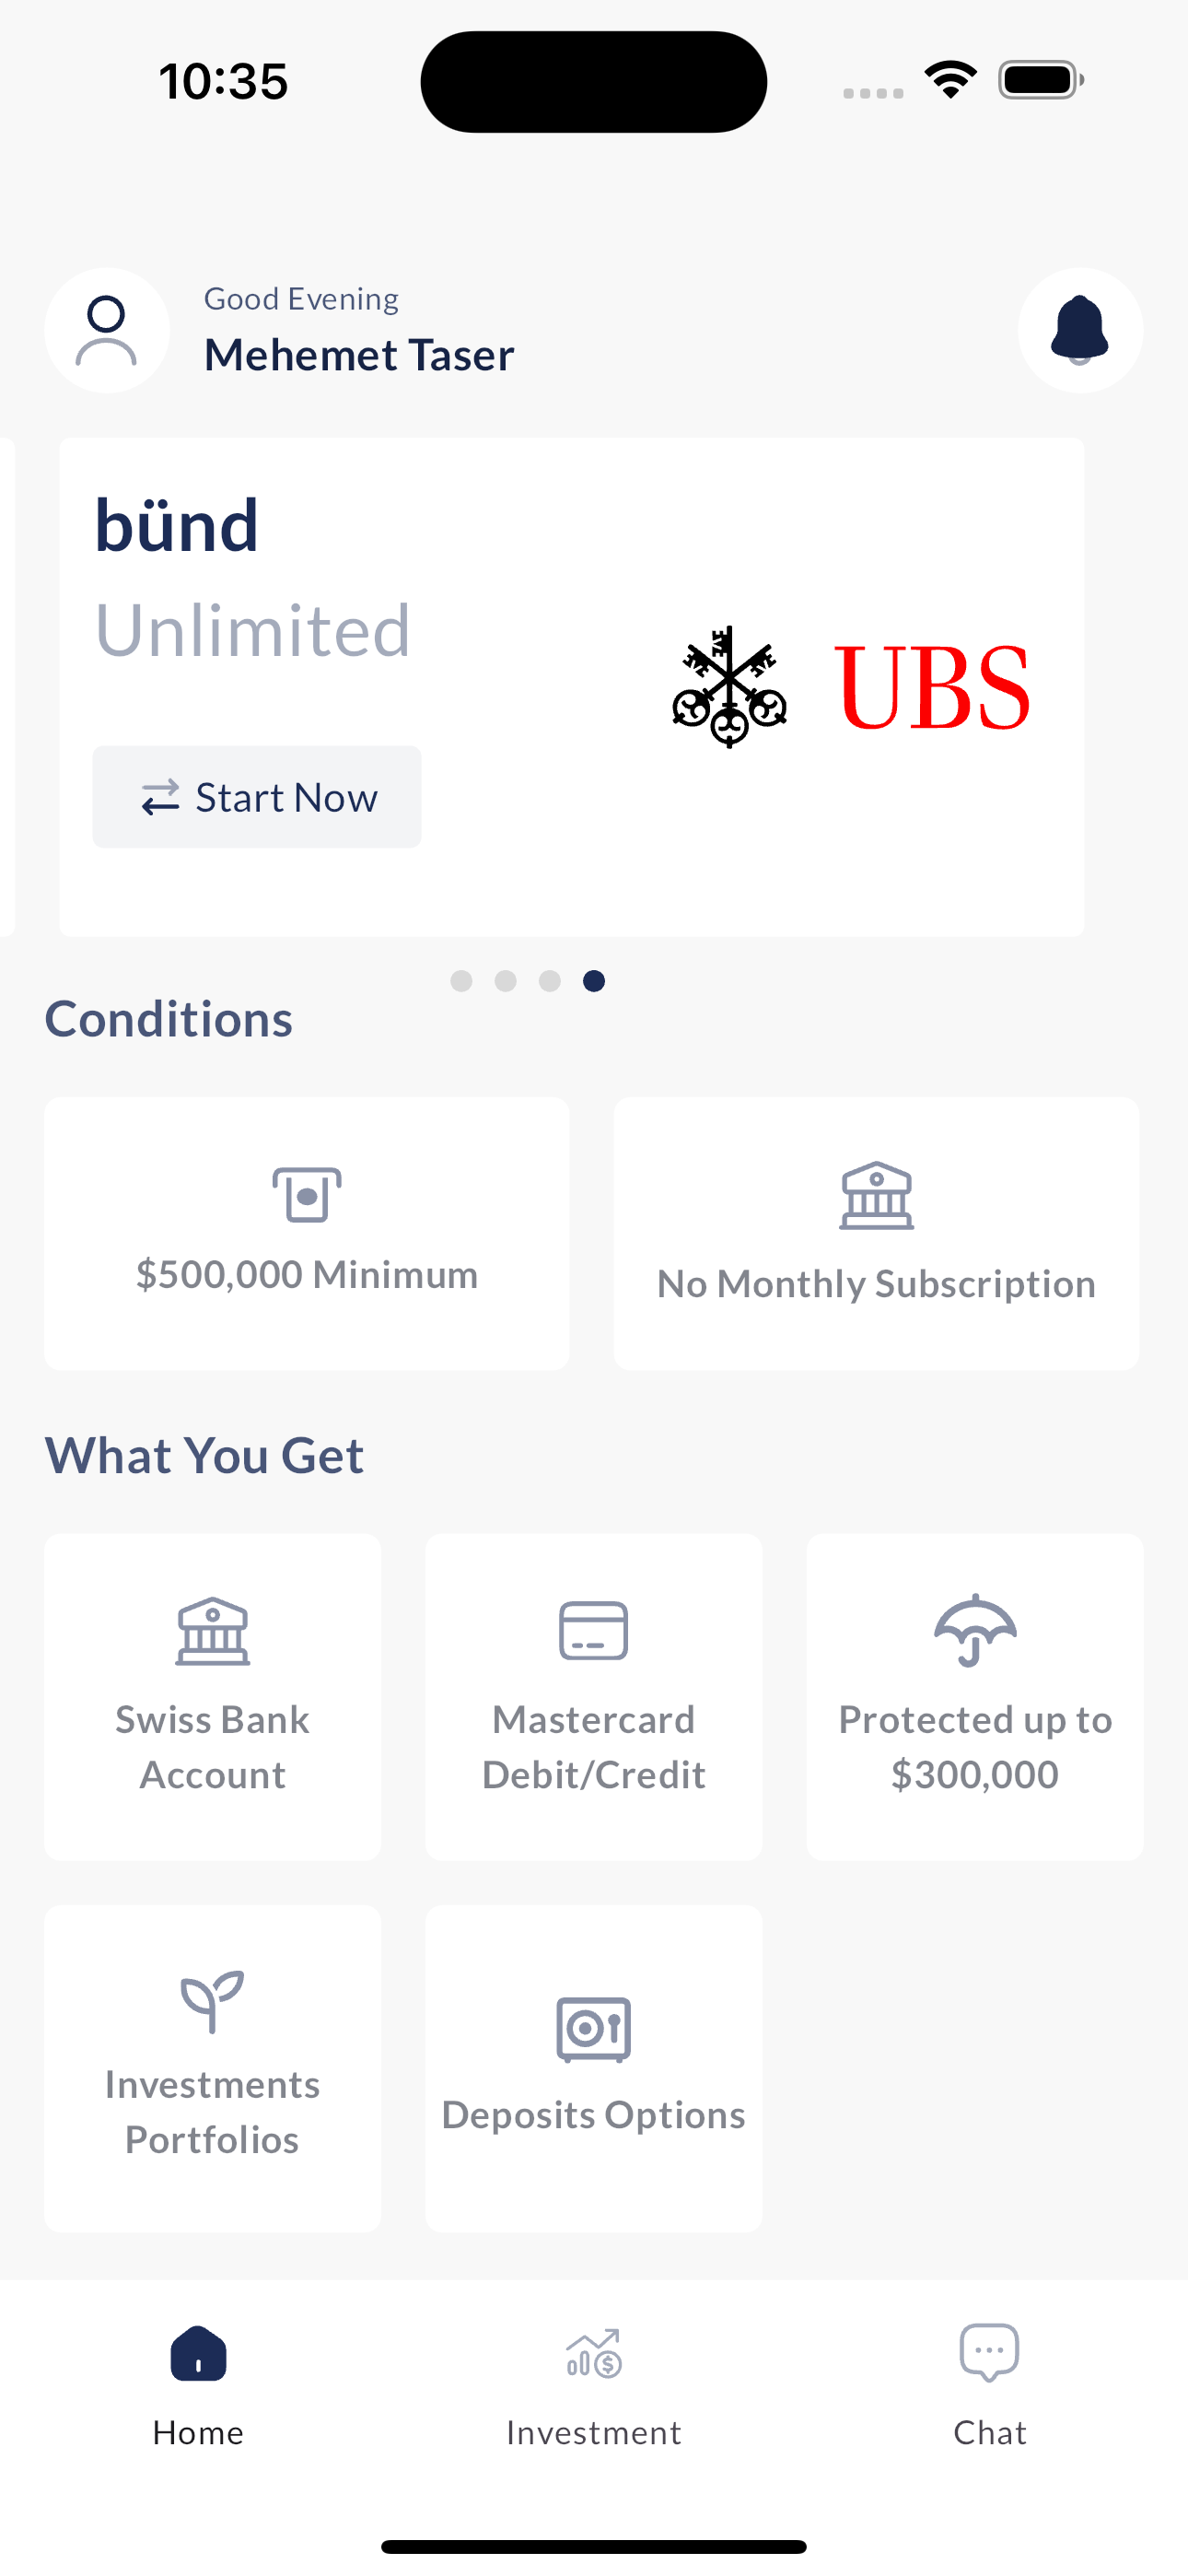 10:35
Good Evening
Mehemet Taser
bünd
Unlimited
UBS
Start Now
Conditions
$500,000 Minimum
No Monthly Subscription
What You Get
Swiss Bank
Account
Mastercard
Debit/Credit
Protected up to
$300,000
Investments
Portfolios
Deposits Options
Home
Investment
Chat